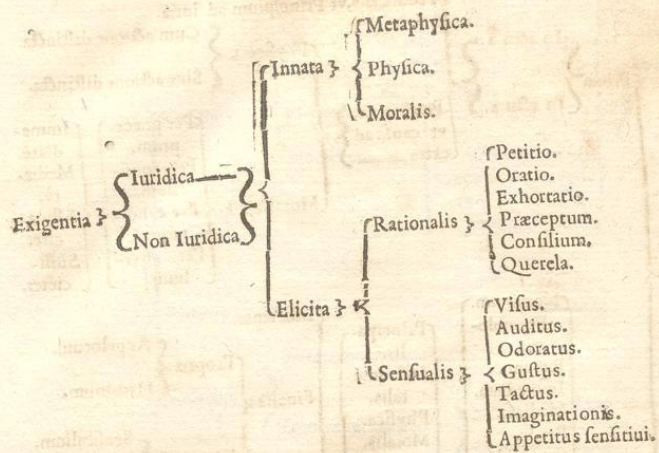 Exigentia
Iuridica
Non Iuridica
Innata
Metaphyſica.
Phyſica.
Moralis.
Elicita
Rationalis
Petitio.
Oratio.
Exhortatio.
Præceptum.
Conſilium.
Querela.
Senſualis
Viſus.
Auditus.
Odoratus.
Guſtus.
Tactus.
Imaginationis.
Appetitus ſenſitiui.